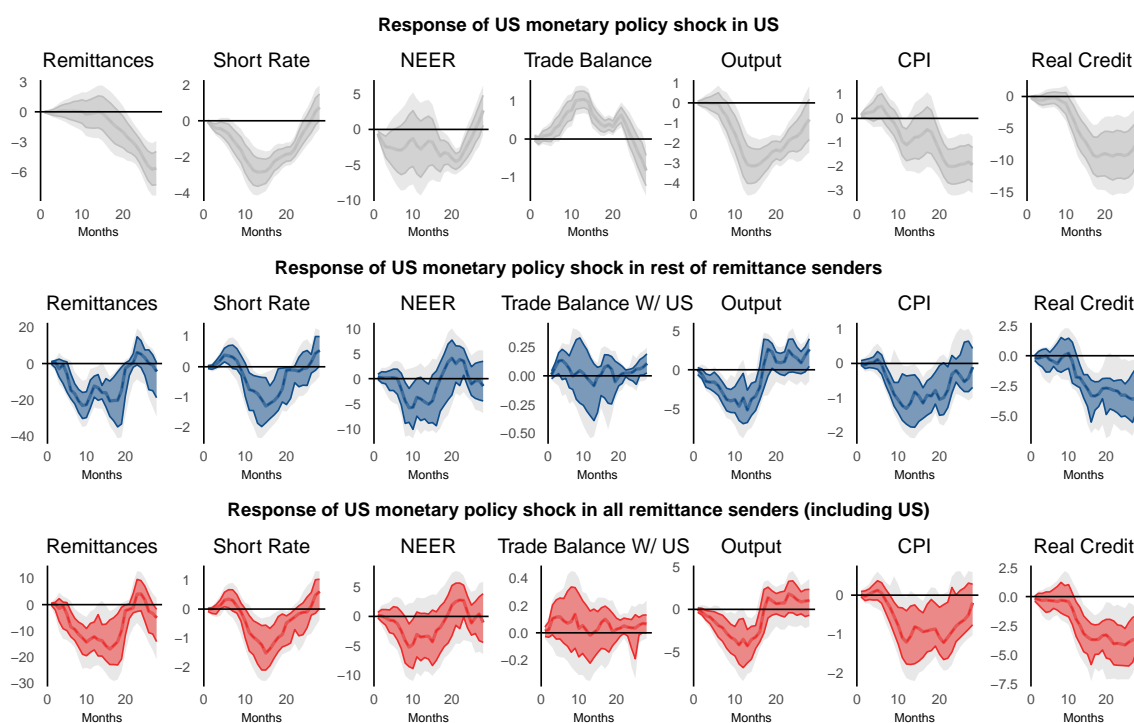 Response of US monetary policy shock in US
Remittances Short Rate NEER Trade Balance Output CPI Real Credit
3 0 −3 −6 0 10 20 Months
2 0 −2 −4 0 10 20 Months
5 0 −5 −10 0 10 20 Months
1 0 −1 0 10 20 Months
1 0 −1 −2 −3 −4 0 10 20 Months
1 0 −1 −2 −3 0 10 20 Months
0 −5 −10 −15 0 10 20 Months
Response of US monetary policy shock in rest of remittance senders
Remittances Short Rate NEER Trade Balance W/ US Output CPI Real Credit
20 0 −20 −40 0 10 20 Months
1 0 −1 −2 0 10 20 Months
10 5 0 −5 −10 0 10 20 Months
0.25 0.00 −0.25 −0.50 0 10 20 Months
5 0 −5 0 10 20 Months
1 0 −1 −2 0 10 20 Months
2.5 0.0 −2.5 −5.0 0 10 20 Months
Response of US monetary policy shock in all remittance senders (including US)
Remittances Short Rate NEER Trade Balance W/ US Output CPI Real Credit
10 0 −10 −20 −30 0 10 20 Months
1 0 −1 −2 0 10 20 Months
5 0 −5 −10 0 10 20 Months
0.4 0.2 0.0 −0.2 0 10 20 Months
5 0 −5 0 10 20 Months
0 −1 −2 0 10 20 Months
2.5 0.0 −2.5 −5.0 −7.5 0 10 20 Months